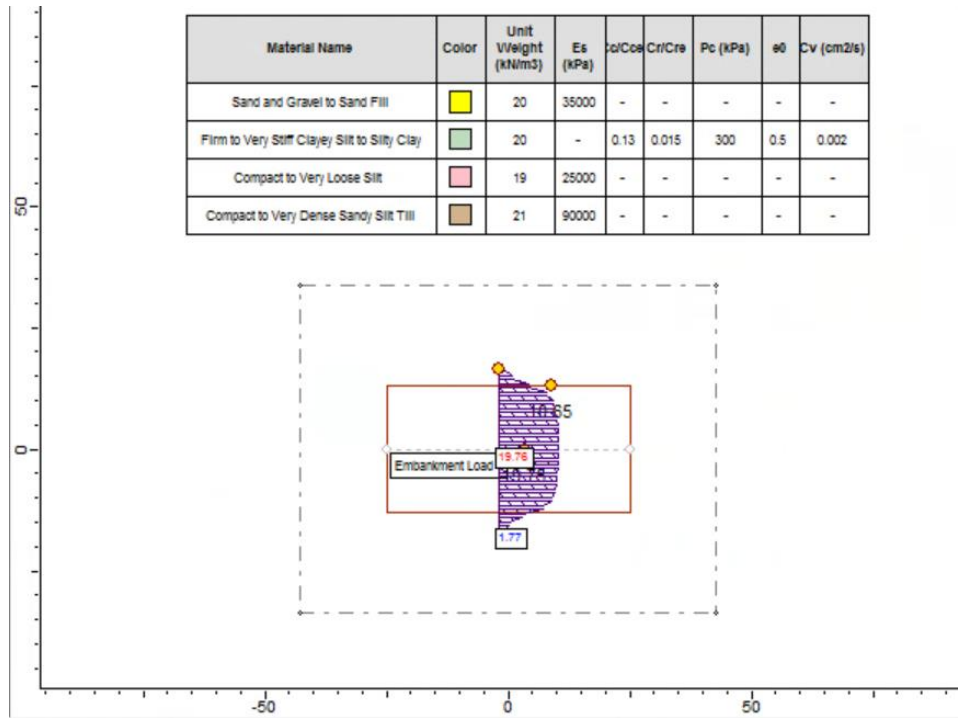 Material Name Color Unit Weight (kN/m3) Es (kPa) Cc/Cce Cr/Cre Pc (kPa) e0 Cv (cm2/s)
Sand and Gravel to Sand Fill 20 35000 - - - - -
Firm to Very Stiff Clayey Silt to Silty Clay 20 - 0.13 0.015 300 0.5 0.002
Compact to Very Loose Silt 19 25000 - - - - -
Compact to Very Dense Sandy Silt Till 21 90000 - - - - -
50
10.65
0
19.76
Embankment Load
1.77
-50 0 50